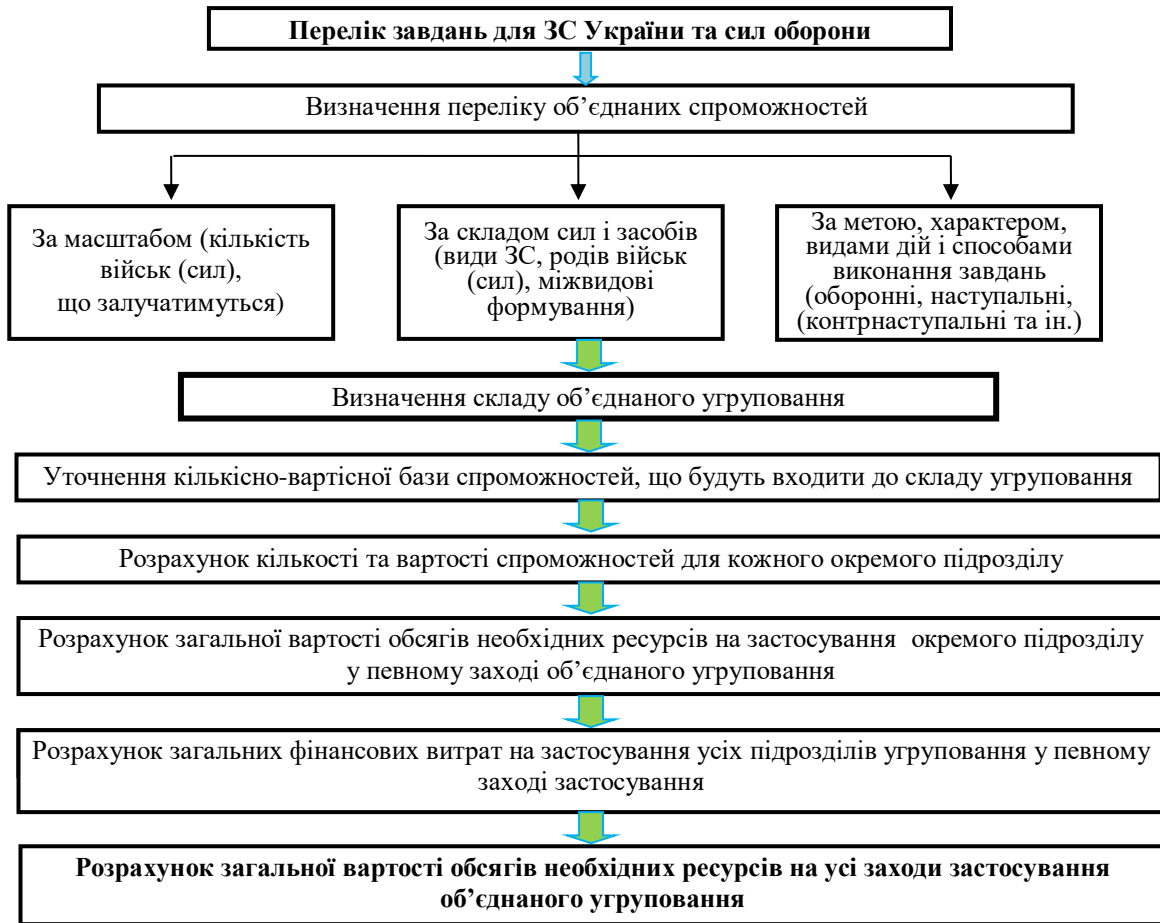 Перелік завдань для ЗС України та сил оборони
Визначення переліку об’єднаних спроможностей
За масштабом (кількість
військ (сил),
що залучатимуться)
За складом сил і засобів
(види ЗС, родів військ
(сил), міжвидові
формування)
За метою, характером,
видами дій і способами
виконання завдань
(оборонні, наступальні,
(контрнаступальні та ін.)
Визначення складу об’єднаного угруповання
Уточнення кількісно-вартісної бази спроможностей, що будуть входити до складу угруповання
Розрахунок кількості та вартості спроможностей для кожного окремого підрозділу
Розрахунок загальної вартості обсягів необхідних ресурсів на застосування окремого підрозділу
у певному заході об’єднаного угруповання
Розрахунок загальних фінансових витрат на застосування усіх підрозділів угруповання у певному
заході застосування
Розрахунок загальної вартості обсягів необхідних ресурсів на усі заходи застосування
об’єднаного угруповання